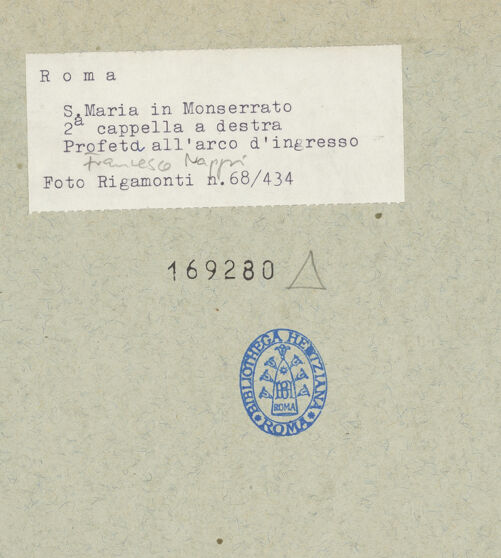 Roma
S.Maria in Monserrato
2a cappella a destra
Profeta all'arco d'ingresso
Francesco Nappi
Foto Rigamonti n.68/434
169280
BIBLIOTHECA HERTZIANA
ROMA
ROMA